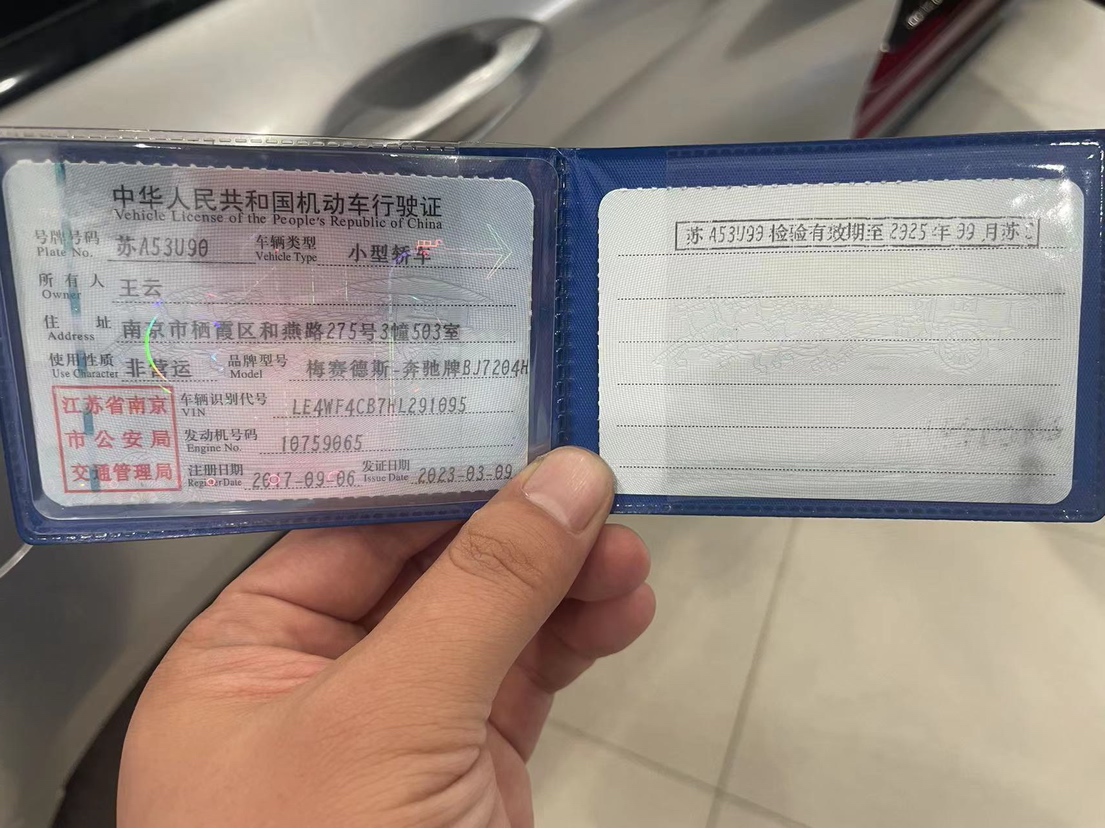 中华人民共和国机动车行驶证
Vehicle License of the People's Republic of China
号牌号码 苏A53U90 车辆类型 小型轿车
Plate No. Vehicle Type
所有人 王云
Owner
住址 南京市栖霞区和燕路275号3幢503室
Address
使用性质 非营运 品牌型号 梅赛德斯-奔驰牌BJ7204H
Use Character Model
江苏省南京
市公安局
交通管理局
车辆识别代号 LE4WF4CB7HL291095
VIN
发动机号码 10759065
Engine No.
注册日期 2017-09-06 发证日期 2023-03-09
Register Date Issue Date
苏A53U90检验有效期至2025年09月苏